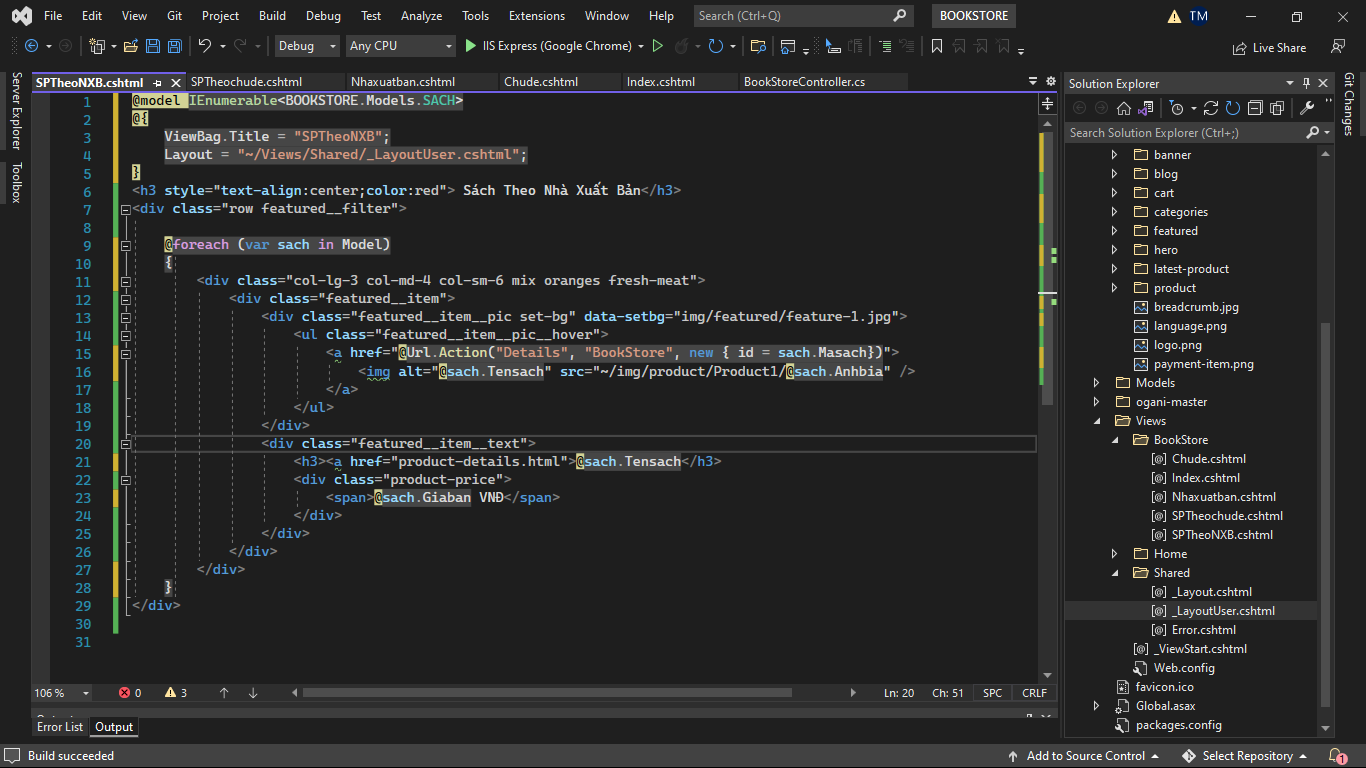 File Edit View Git Project Build Debug Test Analyze Tools Extensions Window Help Search (Ctrl+Q) BOOKSTORE TM
Debug Any CPU IIS Express (Google Chrome) Live Share
Server Explorer
Toolbox
SPTheoNXB.cshtml SPTheochude.cshtml Nhaxuatban.cshtml Chude.cshtml Index.cshtml BookStoreController.cs
1 @model IEnumerable<BOOKSTORE.Models.SACH>
2 @{
3 ViewBag.Title = "SPTheoNXB";
4 Layout = "~/Views/Shared/_LayoutUser.cshtml";
5 }
6 <h3 style="text-align:center;color:red"> Sách Theo Nhà Xuất Bản</h3>
7 <div class="row featured__filter">
8
9 @foreach (var sach in Model)
10 {
11 <div class="col-lg-3 col-md-4 col-sm-6 mix oranges fresh-meat">
12 <div class="featured__item">
13 <div class="featured__item__pic set-bg" data-setbg="img/featured/feature-1.jpg">
14 <ul class="featured__item__pic__hover">
15 <a href="@Url.Action("Details", "BookStore", new { id = sach.Masach})">
16 <img alt="@sach.Tensach" src="~/img/product/Product1/@sach.Anhbia" />
17 </a>
18 </ul>
19 </div>
20 <div class="featured__item__text">
21 <h3><a href="product-details.html">@sach.Tensach</h3>
22 <div class="product-price">
23 <span>@sach.Giaban VNĐ</span>
24 </div>
25 </div>
26 </div>
27 </div>
28 }
29 </div>
30
31
106 % 0 3 Ln: 20 Ch: 51 SPC CRLF
Error List Output
Solution Explorer
Search Solution Explorer (Ctrl+;)
banner
blog
cart
categories
featured
hero
latest-product
product
breadcrumb.jpg
language.png
logo.png
payment-item.png
Models
ogani-master
Views
BookStore
Chude.cshtml
Index.cshtml
Nhaxuatban.cshtml
SPTheochude.cshtml
SPTheoNXB.cshtml
Home
Shared
_Layout.cshtml
_LayoutUser.cshtml
Error.cshtml
_ViewStart.cshtml
Web.config
favicon.ico
Global.asax
packages.config
Git Changes
Build succeeded Add to Source Control Select Repository 1